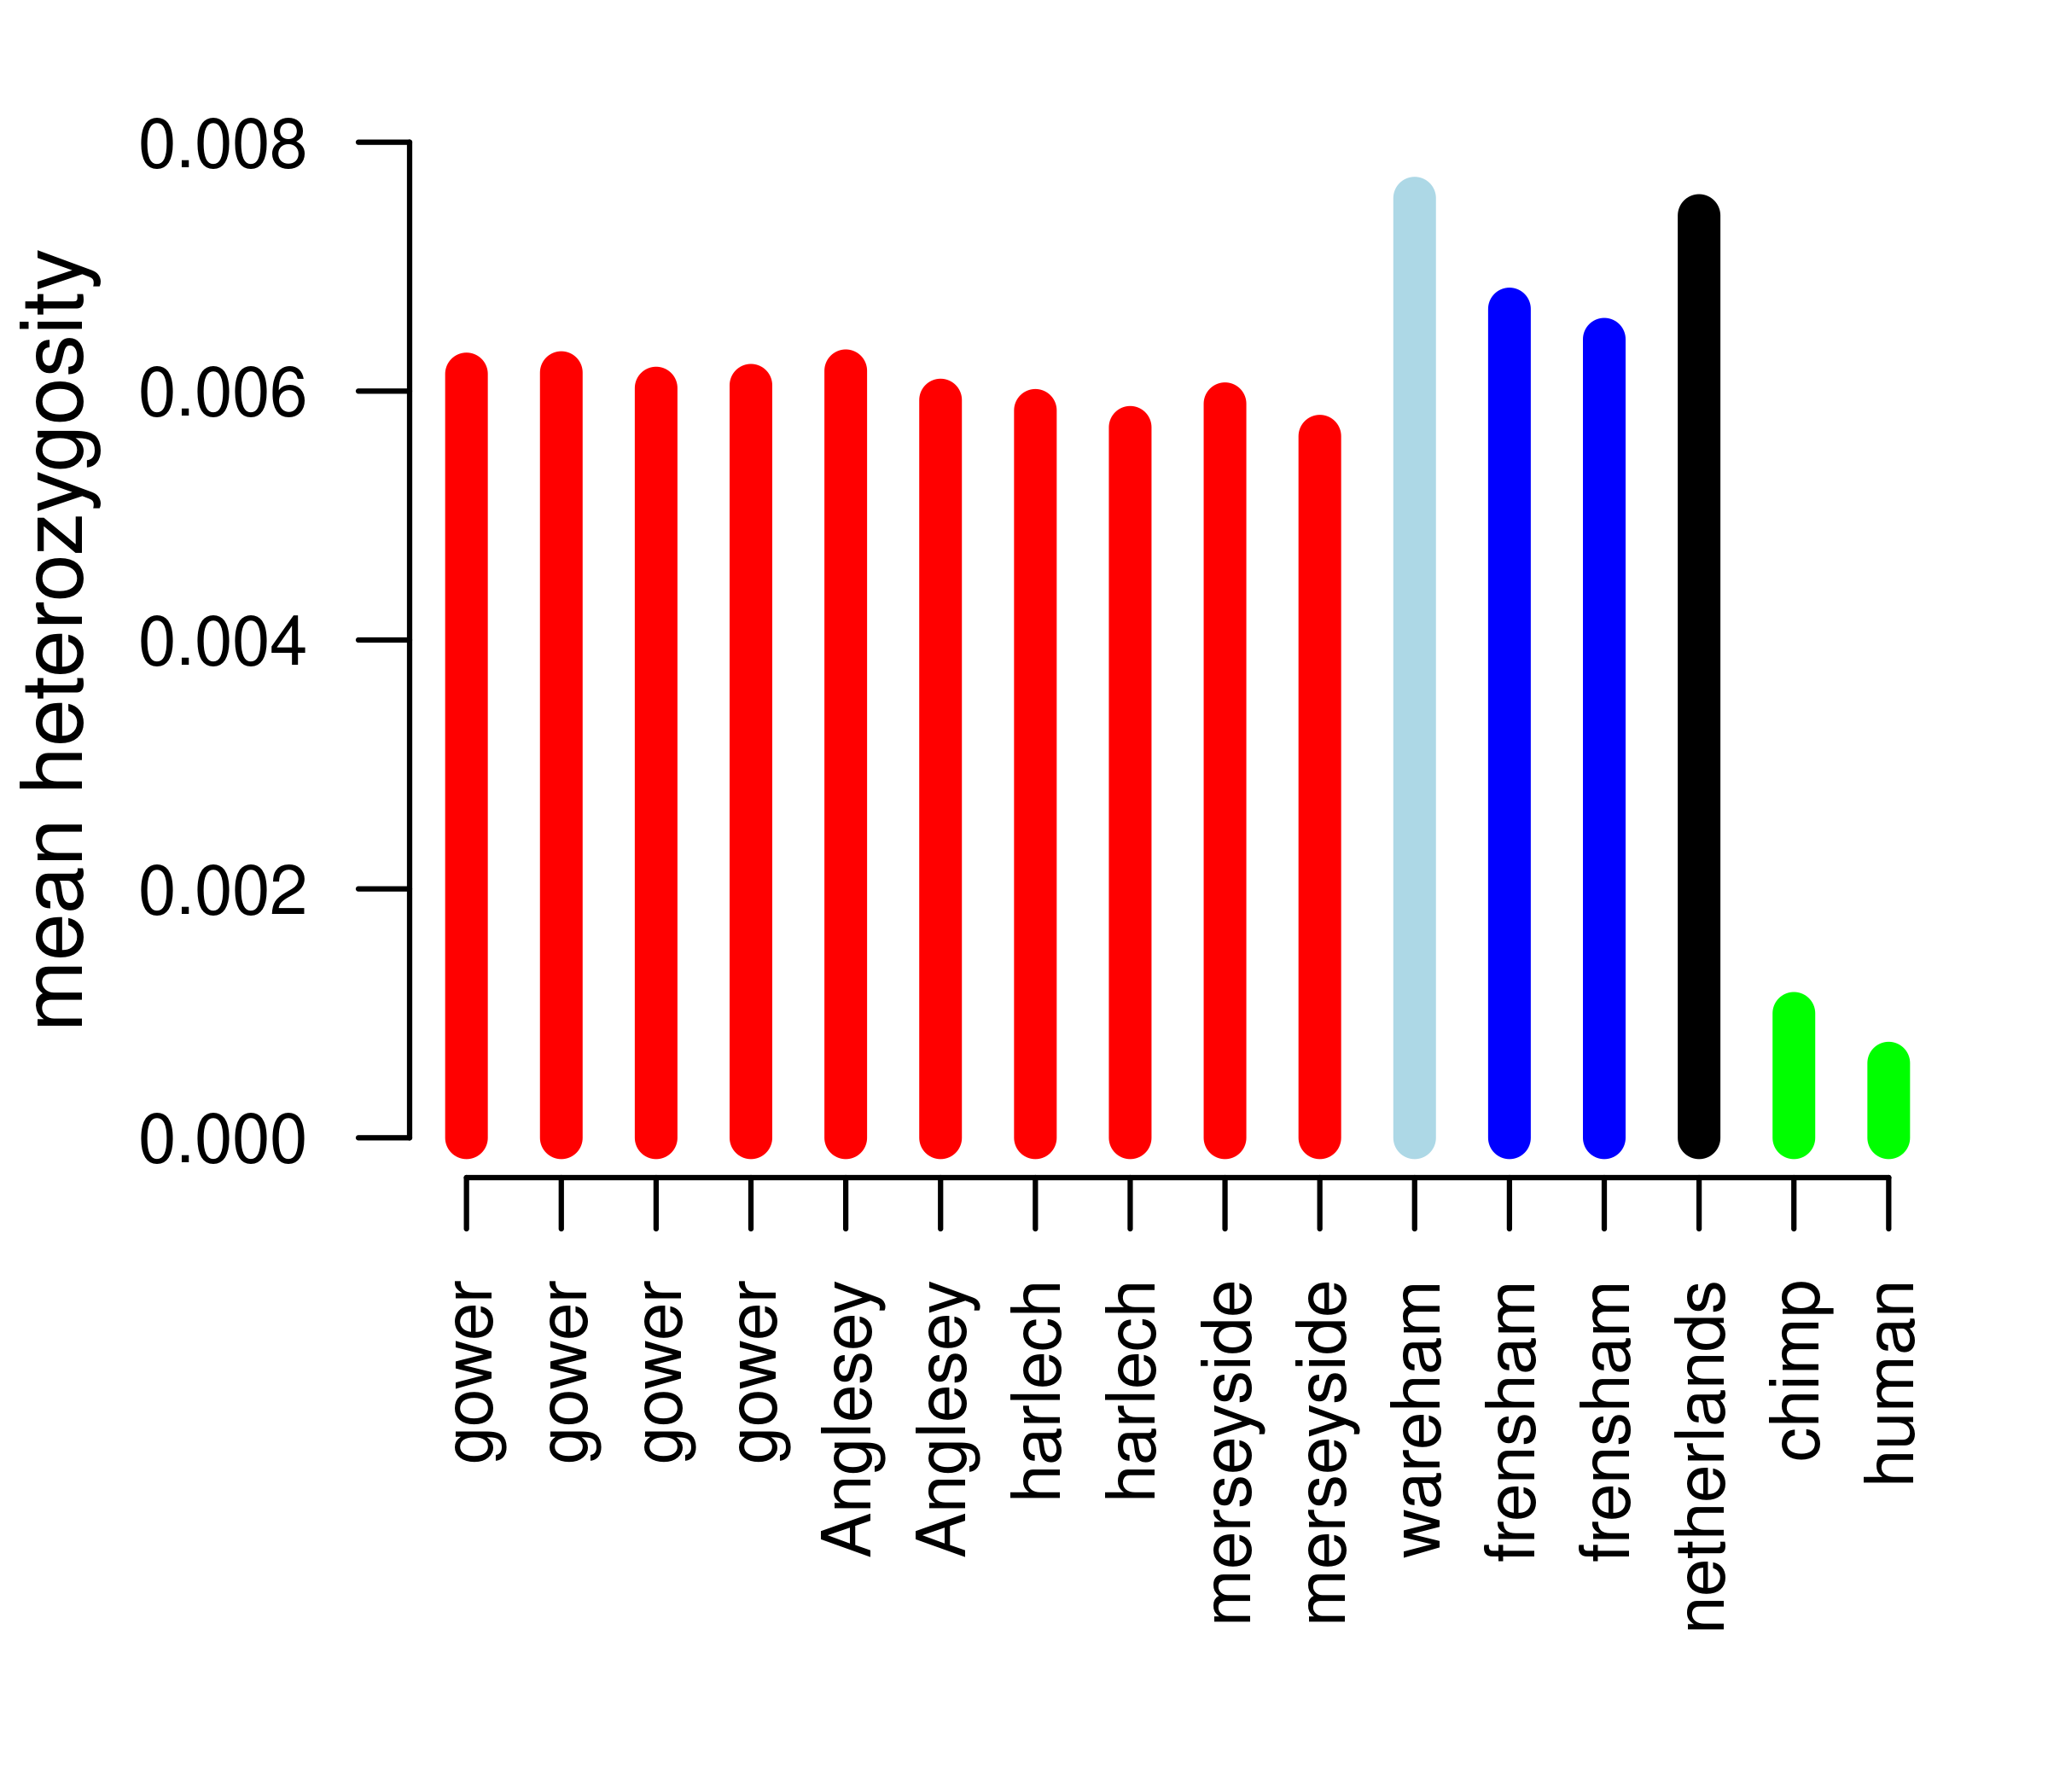 mean heterozygosity
0.008
0.006
0.004
0.002
0.000
gower
gower
gower
gower
Anglesey
Anglesey
harlech
harlech
merseyside
merseyside
wareham
frensham
frensham
netherlands
chimp
human